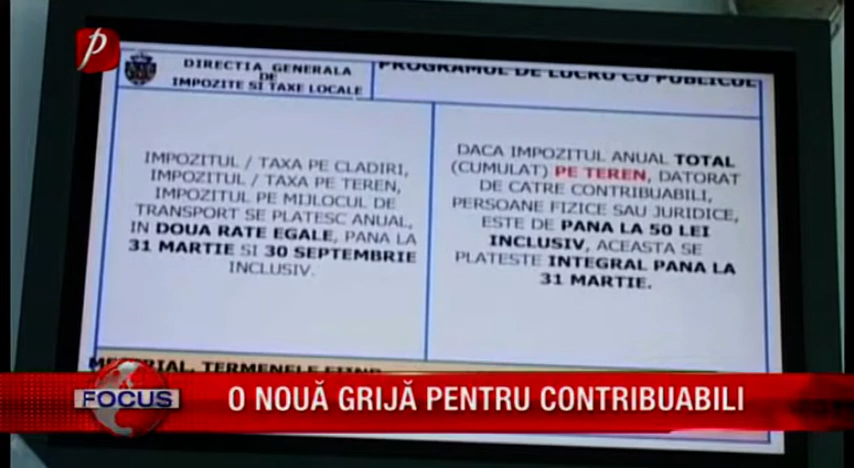 p
DIRECTIA GENERALA
DE
IMPOZITE SI TAXE LOCALE
PROGRAMUL DE LUCRU CU PUBLICUL
IMPOZITUL / TAXA PE CLADIRI,
IMPOZITUL / TAXA PE TEREN,
IMPOZITUL PE MIJLOCUL DE
TRANSPORT SE PLATESC ANUAL,
IN DOUA RATE EGALE, PANA LA
31 MARTIE SI 30 SEPTEMBRIE
INCLUSIV.
DACA IMPOZITUL ANUAL TOTAL
(CUMULAT) PE TEREN, DATORAT
DE CATRE CONTRIBUABILI,
PERSOANE FIZICE SAU JURIDICE,
ESTE DE PANA LA 50 LEI
INCLUSIV, ACEASTA SE
PLATESTE INTEGRAL PANA LA
31 MARTIE.
TERMENELE
FOCUS
O NOUĂ GRIJĂ PENTRU CONTRIBUABILI